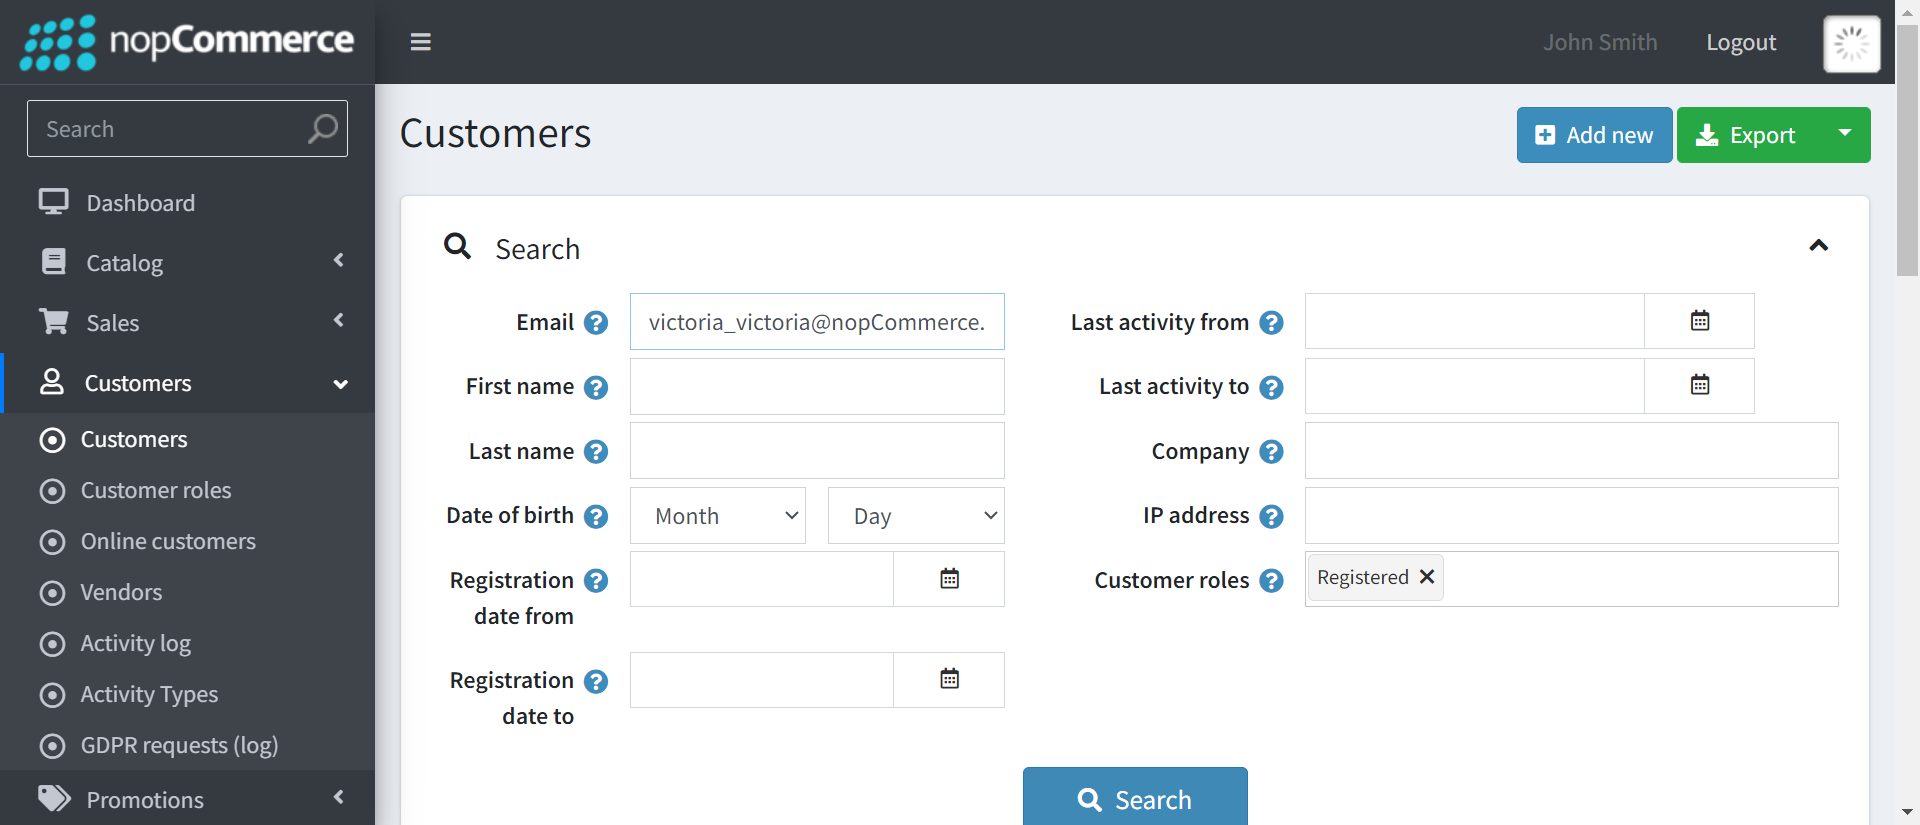 nopCommerce
John Smith
Logout
Search
Dashboard
Catalog
Sales
Customers
Customers
Customer roles
Online customers
Vendors
Activity log
Activity Types
GDPR requests (log)
Promotions
Customers
Add new
Export
Search
Email
victoria_victoria@nopCommerce.
First name
Last name
Date of birth
Month
Day
Registration
date from
Registration
date to
Last activity from
Last activity to
Company
IP address
Customer roles
Registered
Search